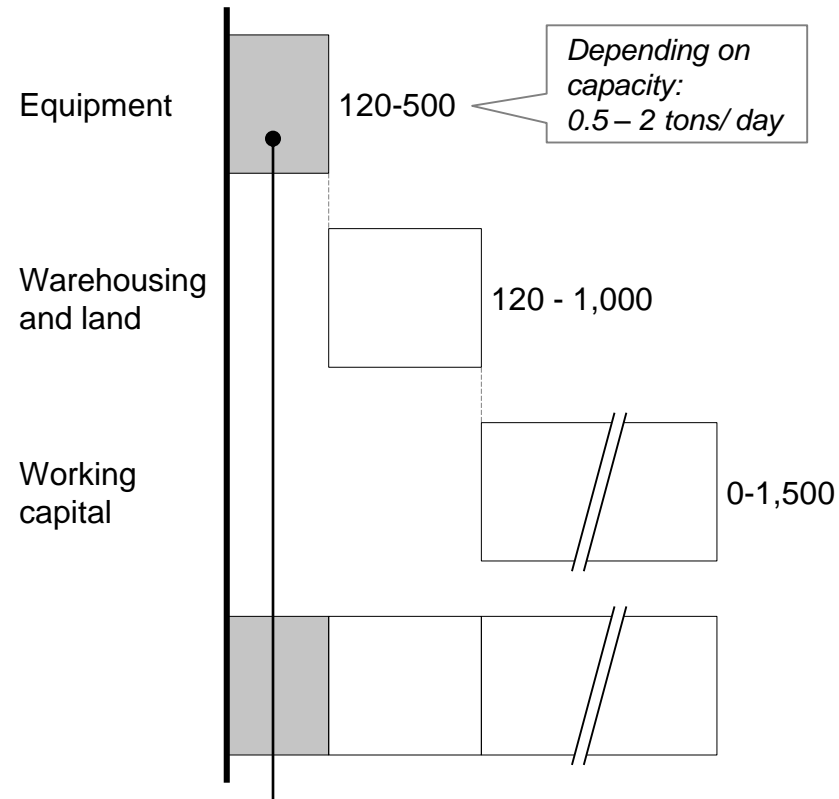 Equipment
120-500
Depending on
capacity:
0.5 – 2 tons/ day
Warehousing
and land
120 - 1,000
Working
capital
0-1,500